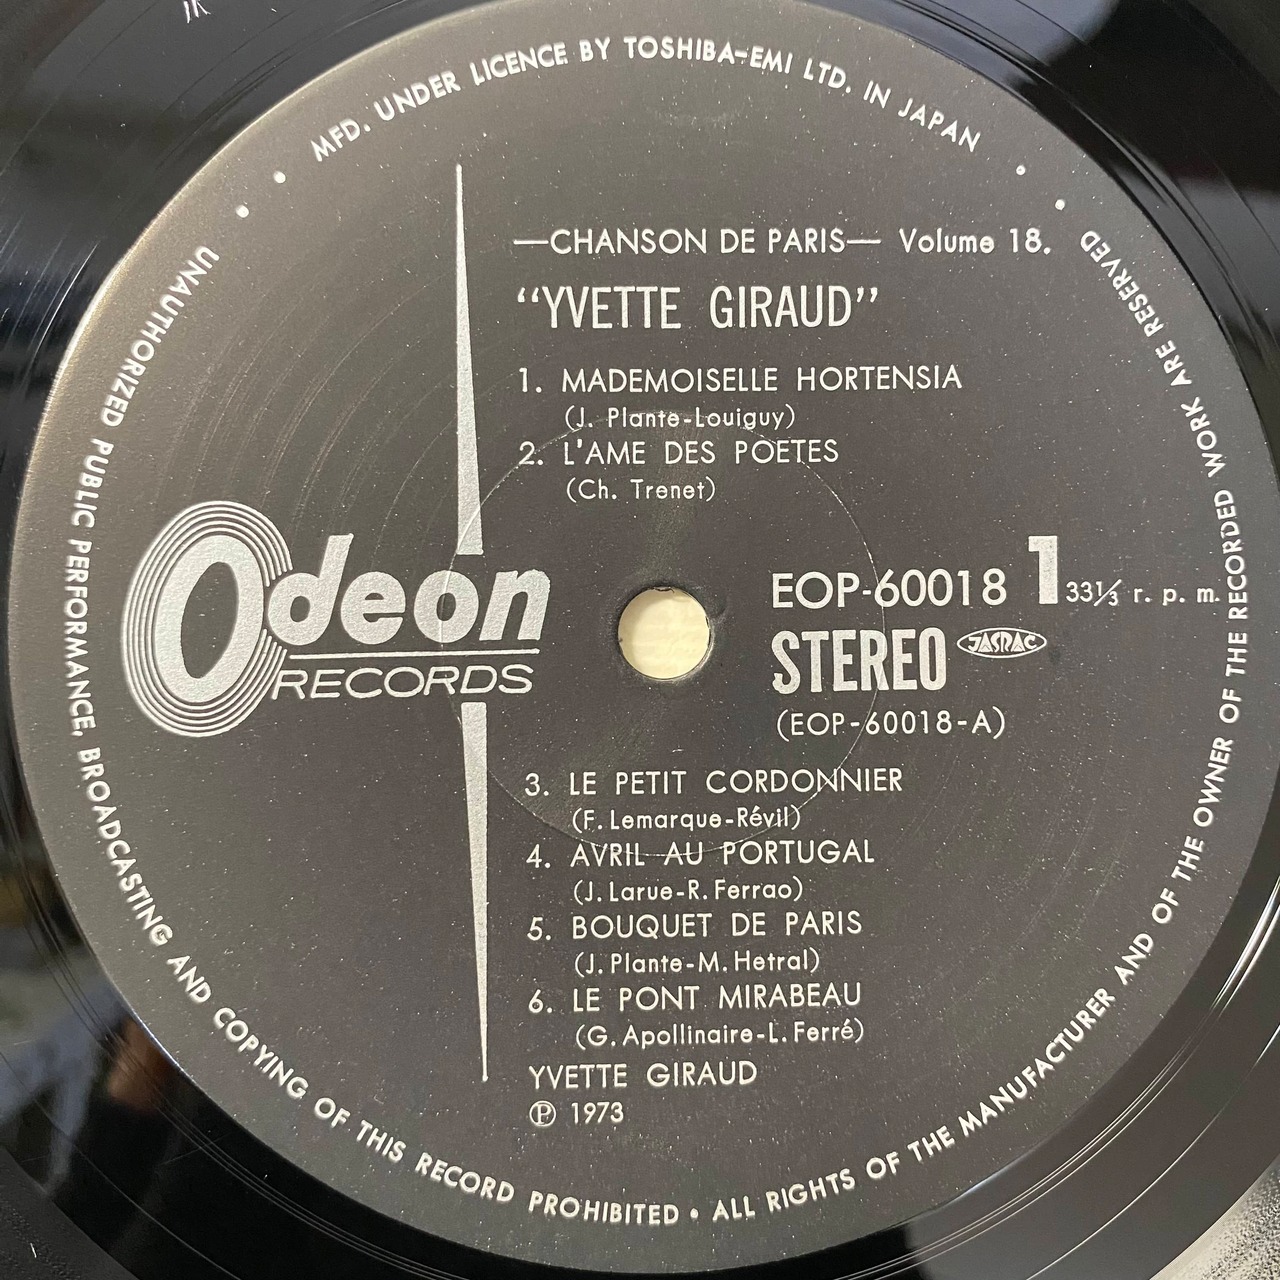 MFD. UNDER LICENCE BY TOSHIBA-EMI LTD. IN JAPAN
—CHANSON DE PARIS— Volume 18.
“YVETTE GIRAUD”
1. MADEMOISELLE HORTENSIA
(J. Plante-Louiguy)
2. L'AME DES POETES
(Ch. Trenet)
Odeon
RECORDS
EOP-60018 1 33⅓ r. p. m.
STEREO JASRAC
(EOP-60018-A)
3. LE PETIT CORDONNIER
(F. Lemarque-Révil)
4. AVRIL AU PORTUGAL
(J. Larue-R. Ferrao)
5. BOUQUET DE PARIS
(J. Plante-M. Hetral)
6. LE PONT MIRABEAU
(G. Apollinaire-L. Ferré)
YVETTE GIRAUD
℗ 1973
UNAUTHORIZED PUBLIC PERFORMANCE, BROADCASTING AND COPYING OF THIS RECORD PROHIBITED • ALL RIGHTS OF THE MANUFACTURER AND OF THE OWNER OF THE RECORDED WORK ARE RESERVED